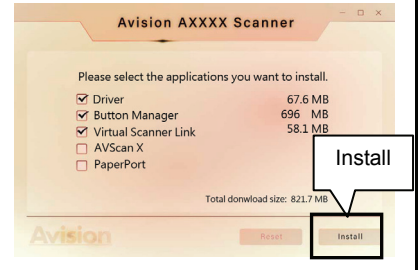 Avision AXXXX Scanner
Please select the applications you want to install.
Driver 67.6 MB
Button Manager 696 MB
Virtual Scanner Link 58.1 MB
AVScan X
PaperPort
Install
Total donwload size: 821.7 MB
Avision
Reset
Install